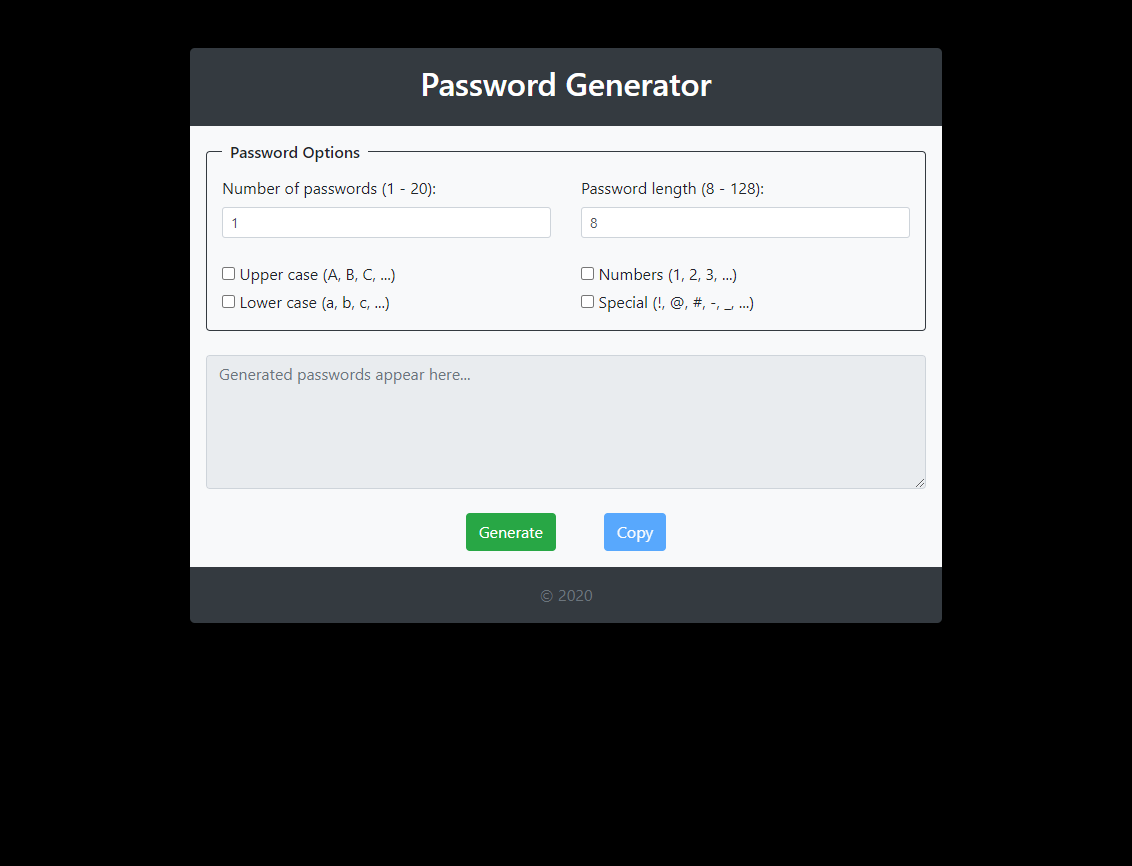 Password Generator
Password Options
Number of passwords (1 - 20):
Password length (8 - 128):
1
8
Upper case (A, B, C, ...)
Numbers (1, 2, 3, ...)
Lower case (a, b, c, ...)
Special (!, @, #, -, _, ...)
Generated passwords appear here...
Generate
Copy
© 2020